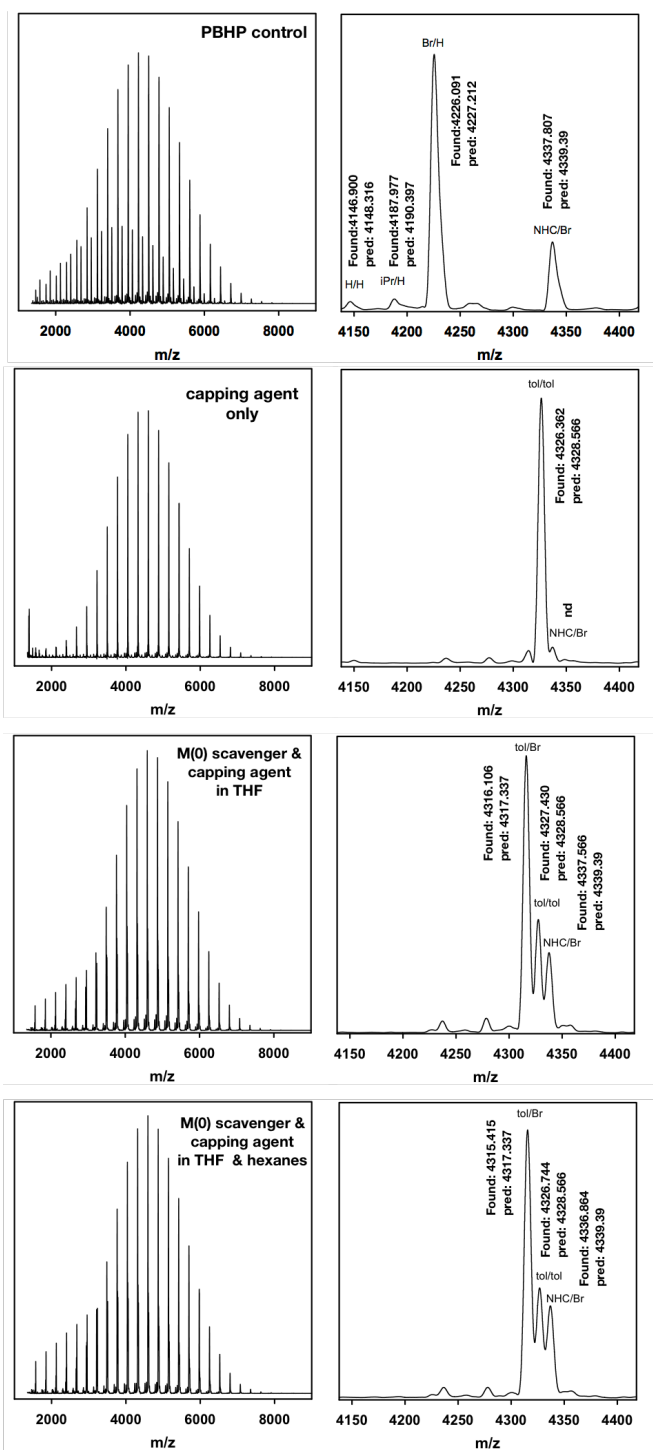 PBHP control
2000 4000 6000 8000
m/z
Br/H
Found:4226.091
pred: 4227.212
Found: 4337.807
pred: 4339.39
NHC/Br
Found:4146.900
pred: 4148.316
Found:4187.977
pred: 4190.397
H/H
iPr/H
4150 4200 4250 4300 4350 4400
m/z
capping agent
only
2000 4000 6000 8000
m/z
tol/tol
Found: 4326.362
pred: 4328.566
nd
NHC/Br
4150 4200 4250 4300 4350 4400
m/z
M(0) scavenger &
capping agent
in THF
2000 4000 6000 8000
m/z
tol/Br
Found: 4316.106
pred: 4317.337
Found: 4327.430
pred: 4328.566
Found: 4337.566
pred: 4339.39
tol/tol
NHC/Br
4150 4200 4250 4300 4350 4400
m/z
M(0) scavenger &
capping agent
in THF & hexanes
2000 4000 6000 8000
m/z
tol/Br
Found: 4315.415
pred: 4317.337
Found: 4326.744
pred: 4328.566
Found: 4336.864
pred: 4339.39
tol/tol
NHC/Br
4150 4200 4250 4300 4350 4400
m/z